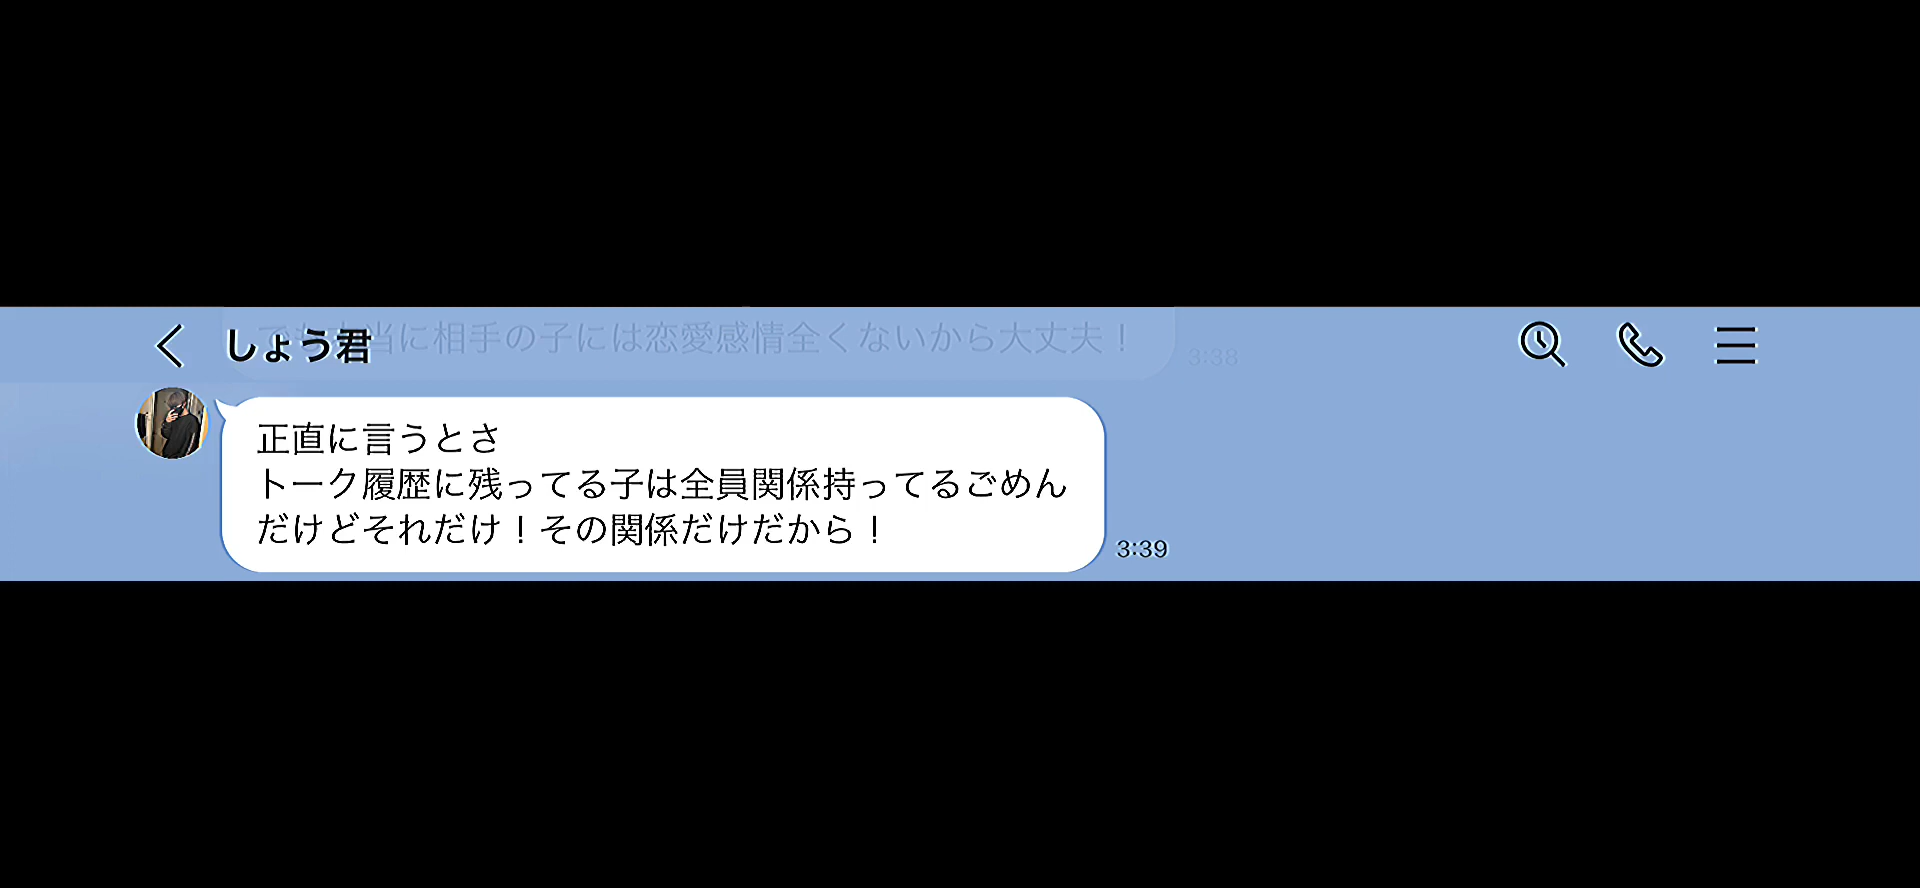 でも本当に相手の子には恋愛感情全くないから大丈夫！
3:38
しょう君
正直に言うとさ
トーク履歴に残ってる子は全員関係持ってるごめん
だけどそれだけ！その関係だけだから！
3:39